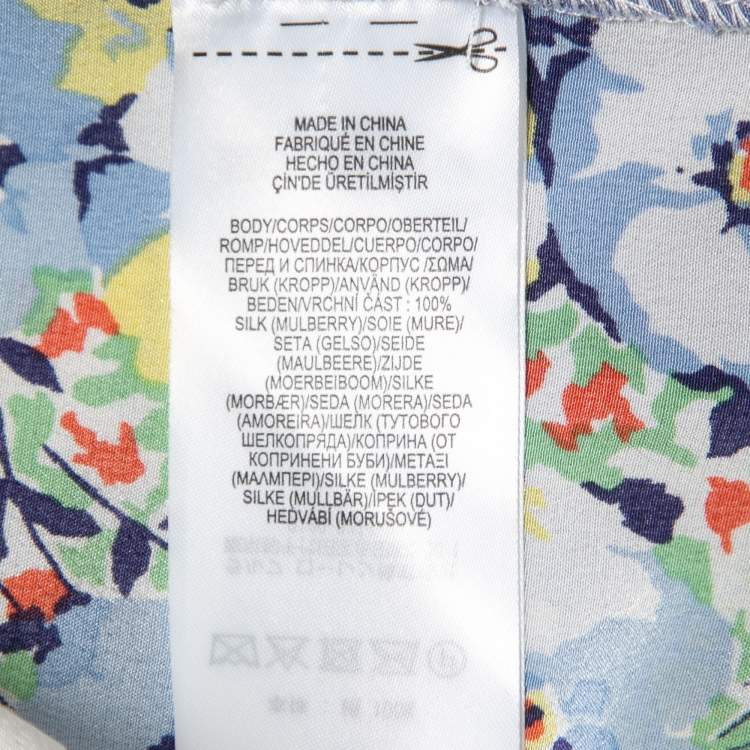 MADE IN CHINA
FABRIQUÉ EN CHINE
HECHO EN CHINA
ÇİN'DE ÜRETİLMİŞTİR
BODY/CORPS/CORPO/OBERTEIL/
ROMP/HOVEDDEL/CUERPO/CORPO/
ПЕРЕД И СПИНКА/КОРПУС /ΣΩΜΑ/
BRUK (KROPP)/ANVÄND (KROPP)/
BEDEN/VRCHNÍ ČÁST : 100%
SILK (MULBERRY)/SOIE (MURE)/
SETA (GELSO)/SEIDE
(MAULBEERE)/ZIJDE
(MOERBEIBOOM)/SILKE
(MORBÆR)/SEDA (MORERA)/SEDA
(AMOREIRA)/ШЕЛК (ТУТОВОГО
ШЕЛКОПРЯДА)/КОПРИНА (ОТ
КОПРИНЕНИ БУБИ)/ΜΕΤΑΞΙ
(ΜΑΛΜΠΕΡΙ)/SILKE (MULBERRY)/
SILKE (MULLBÄR)/İPEK (DUT)/
HEDVÁBÍ (MORUŠOVÉ)